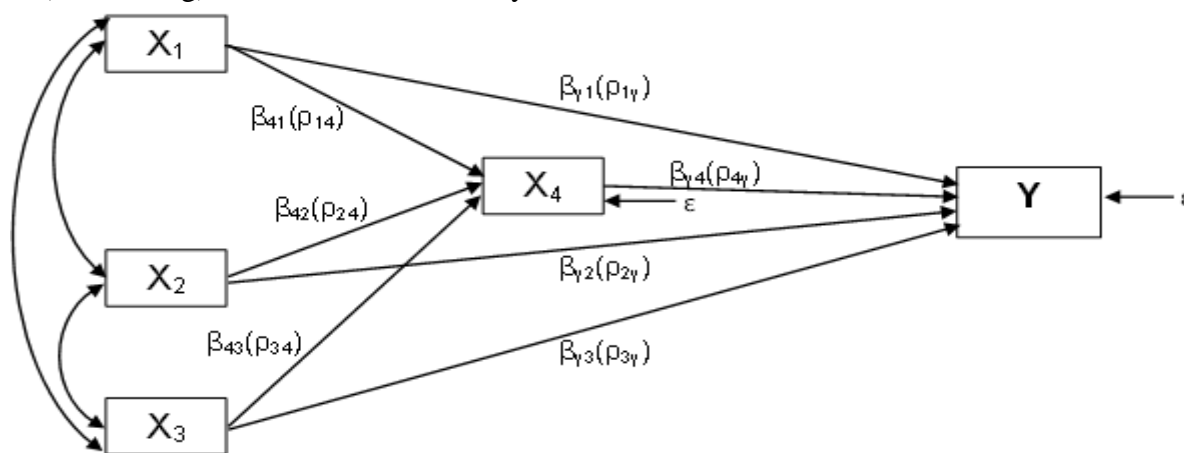 X₁
βᵧ₁(ρ₁ᵧ)
β₄₁(ρ₁₄)
X₄
βᵧ₄(ρ₄ᵧ)
Y
ε
β₄₂(ρ₂₄)
ε
X₂
βᵧ₂(ρ₂ᵧ)
β₄₃(ρ₃₄)
βᵧ₃(ρ₃ᵧ)
X₃